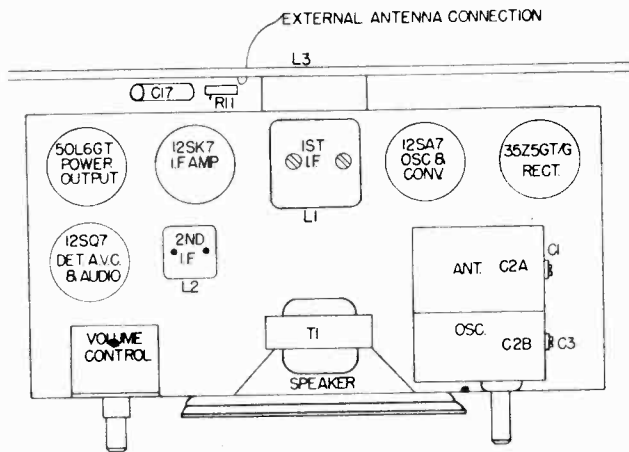 EXTERNAL ANTENNA CONNECTION
L3
C17
R11
50L6GT
POWER
OUTPUT
12SK7
I.F AMP
1ST
I.F
L1
12SA7
OSC &
CONV.
35Z5GT/G
RECT.
12SQ7
DET. A.V.C.
& AUDIO
2ND
I.F
L2
ANT. C2A
C1
OSC.
C2B
C3
VOLUME
CONTROL
T1
SPEAKER